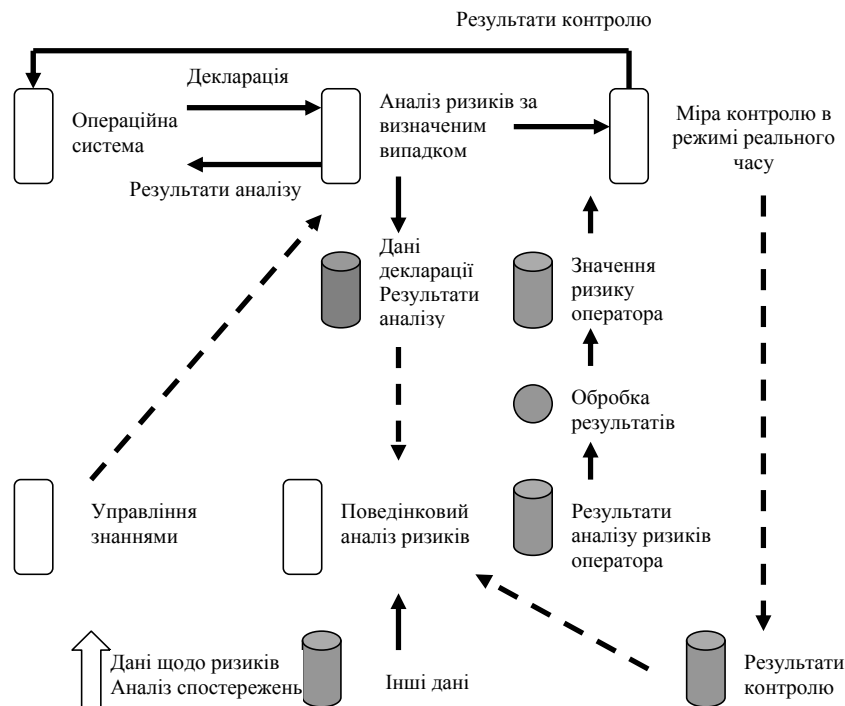 Результати контролю
Декларація
Операційна
система
Аналіз ризиків за
визначеним
випадком
Міра контролю в
режимі реального
часу
Результати аналізу
Дані
декларації
Результати
аналізу
Значення
ризику
оператора
Обробка
результатів
Управління
знаннями
Поведінковий
аналіз ризиків
Результати
аналізу ризиків
оператора
Дані щодо ризиків
Аналіз спостережень
Інші дані
Результати
контролю